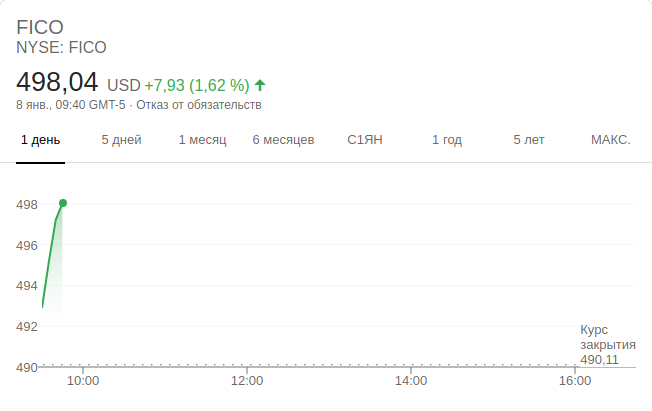 FICO
NYSE: FICO
498,04 USD +7,93 (1,62 %)
8 янв., 09:40 GMT-5 · Отказ от обязательств
1 день 5 дней 1 месяц 6 месяцев С1ЯН 1 год 5 лет МАКС.
498
496
494
492
490
Курс
закрытия
490,11
10:00 12:00 14:00 16:00